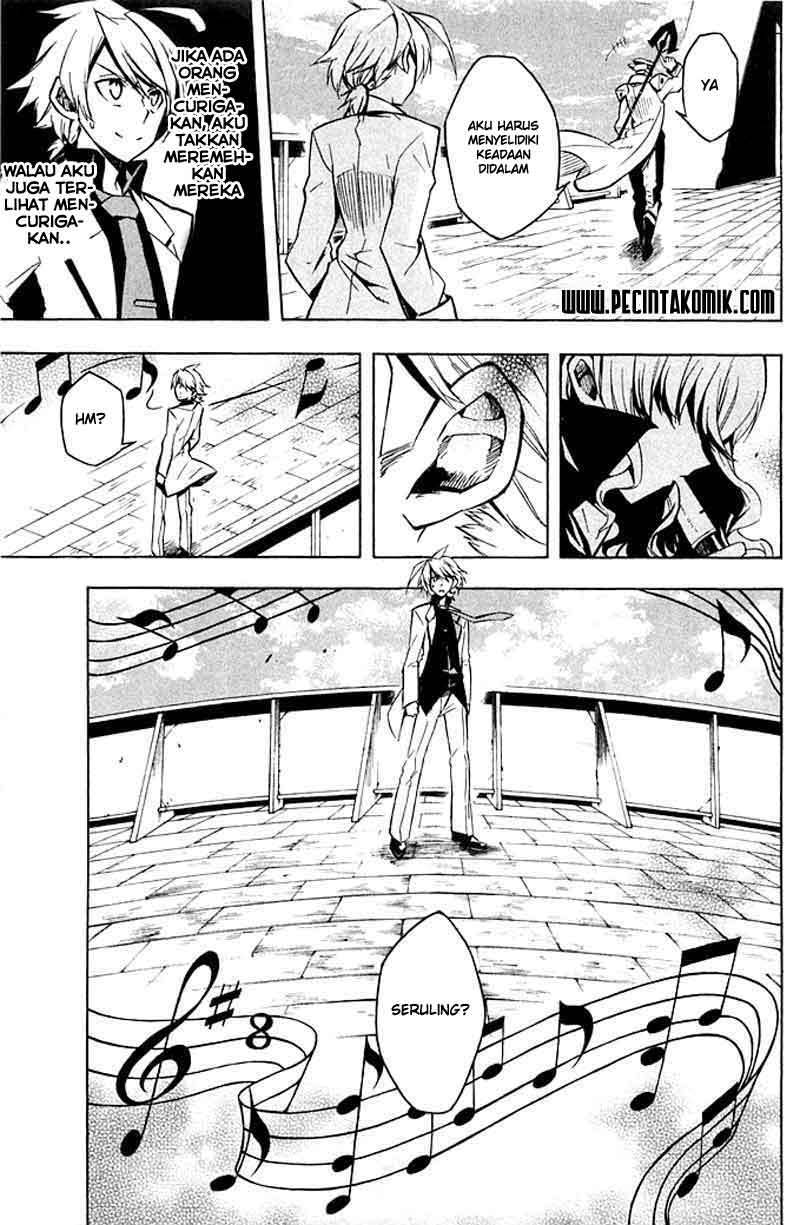 YA
AKU HARUS
MENYELIDIKI
KEADAAN
DIDALAM
JIKA ADA
ORANG
MEN-
CURIGA-
KAN, AKU
TAKKAN
MEREMEH-
KAN
MEREKA
WALAU AKU
JUGA TER-
LIHAT MEN-
CURIGA-
KAN..
WWW.PECINTAKOMIK.COM
HM?
SERULING?
8